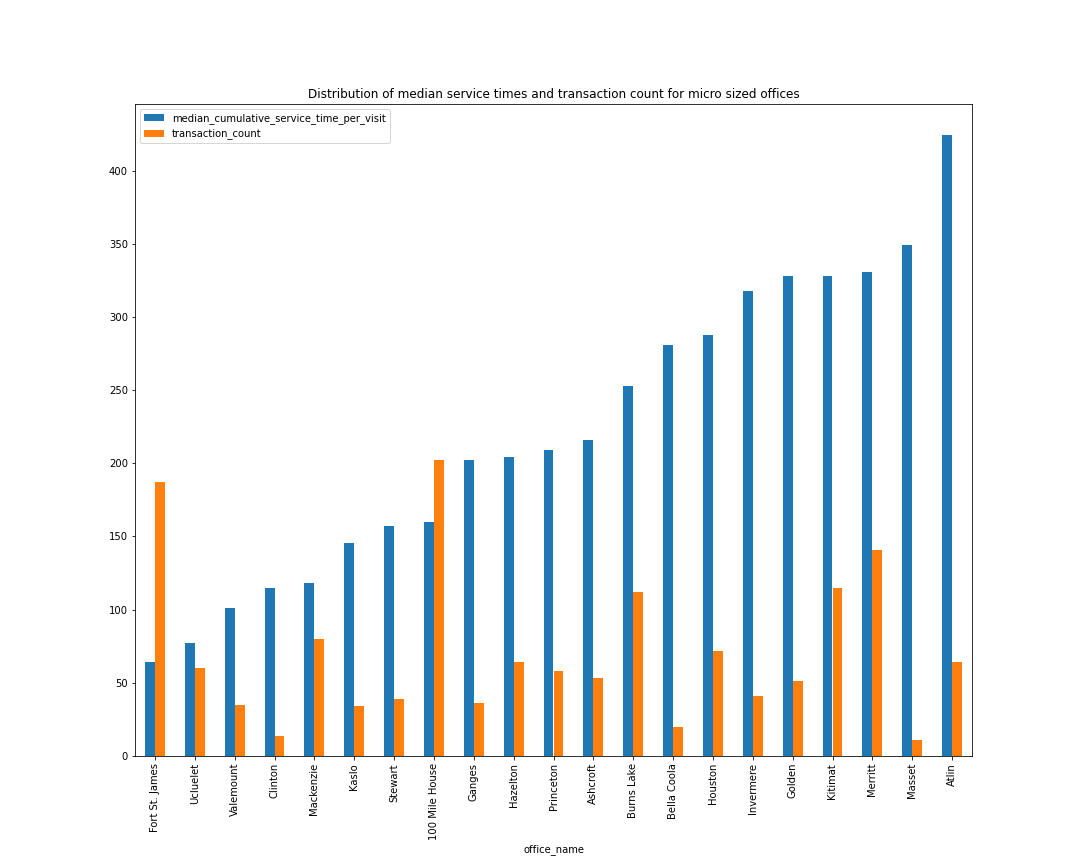 Distribution of median service times and transaction count for micro sized offices
median_cumulative_service_time_per_visit
transaction_count
400
350
300
250
200
150
100
50
0
Fort St. James
Ucluelet
Valemount
Clinton
Mackenzie
Kaslo
Stewart
100 Mile House
Ganges
Hazelton
Princeton
Ashcroft
Burns Lake
Bella Coola
Houston
Invermere
Golden
Kitimat
Merritt
Masset
Atlin
office_name